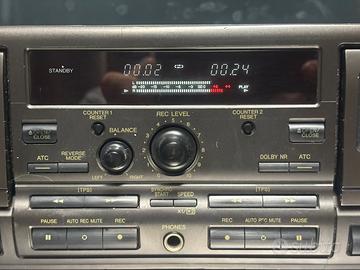 STANDBY
00.02
00.24
PLAY
COUNTER 1
RESET
REC LEVEL
COUNTER 2
RESET
BALANCE
CLOSE
CLOSE
ATC
REVERSE
MODE
LEFT
RIGHT
DOLBY NR
ATC
[TPS]
SYNCHRO
START
SPEED
[TPS]
PAUSE
AUTO REC MUTE
REC
PHONES
REC
AUTO REC MUTE
PAUSE
subito